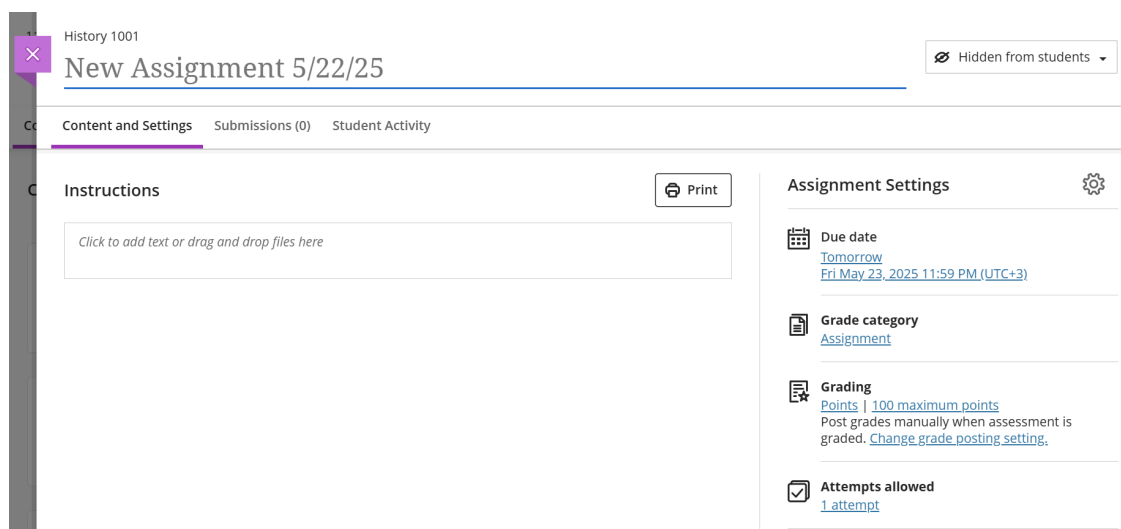 History 1001
New Assignment 5/22/25
Hidden from students
Content and Settings
Submissions (0)
Student Activity
Instructions
Print
Click to add text or drag and drop files here
Assignment Settings
Due date
Tomorrow
Fri May 23, 2025 11:59 PM (UTC+3)
Grade category
Assignment
Grading
Points | 100 maximum points
Post grades manually when assessment is
graded. Change grade posting setting.
Attempts allowed
1 attempt